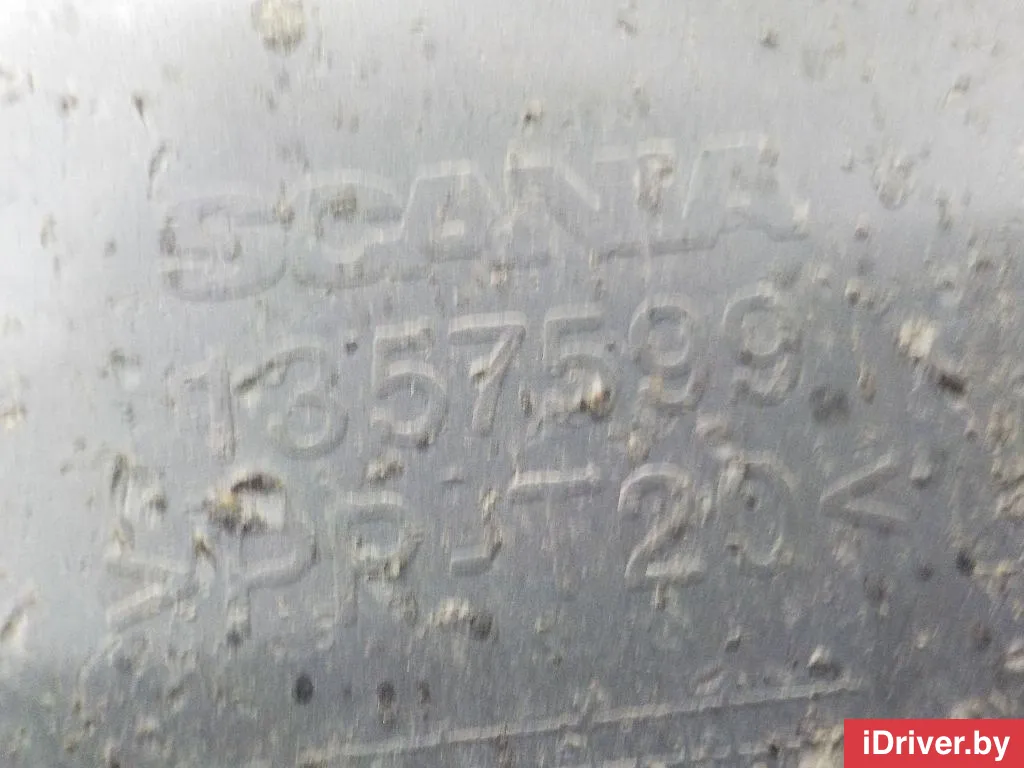 SCANIA
1357599
>PP-T20<
iDriver.by